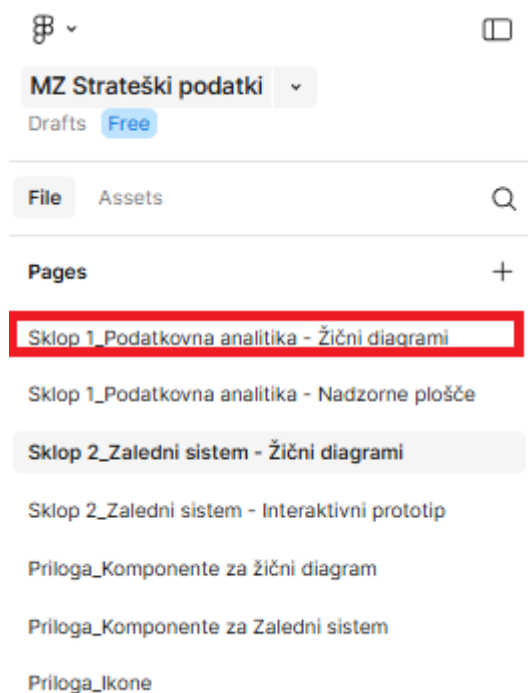 MZ Strateški podatki
Drafts Free
File Assets
Pages
Sklop 1_Podatkovna analitika - Žični diagrami
Sklop 1_Podatkovna analitika - Nadzorne plošče
Sklop 2_Zaledni sistem - Žični diagrami
Sklop 2_Zaledni sistem - Interaktivni prototip
Priloga_Komponente za žični diagram
Priloga_Komponente za Zaledni sistem
Priloga_Ikone